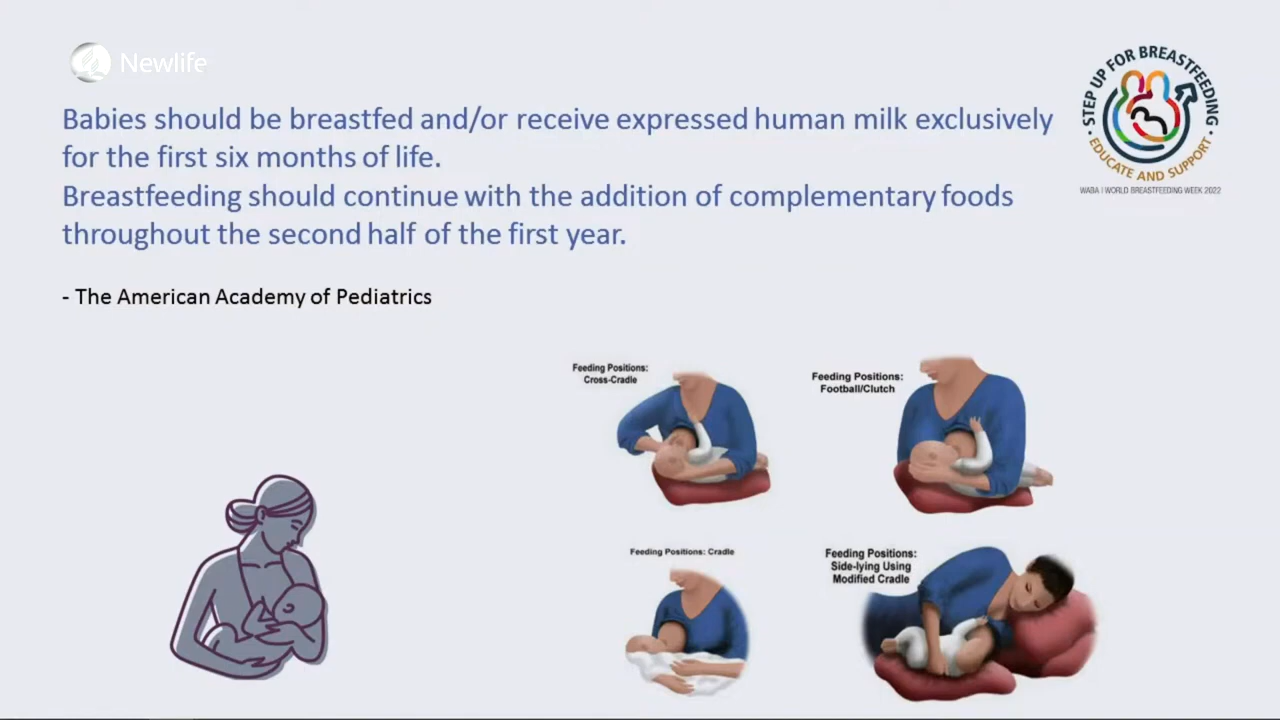 Newlife
STEP UP FOR BREASTFEEDING
EDUCATE AND SUPPORT
WABA | WORLD BREASTFEEDING WEEK 2022
Babies should be breastfed and/or receive expressed human milk exclusively
for the first six months of life.
Breastfeeding should continue with the addition of complementary foods
throughout the second half of the first year.
- The American Academy of Pediatrics
Feeding Positions:
Cross-Cradle
Feeding Positions:
Football/Clutch
Feeding Positions: Cradle
Feeding Positions:
Side-lying Using
Modified Cradle